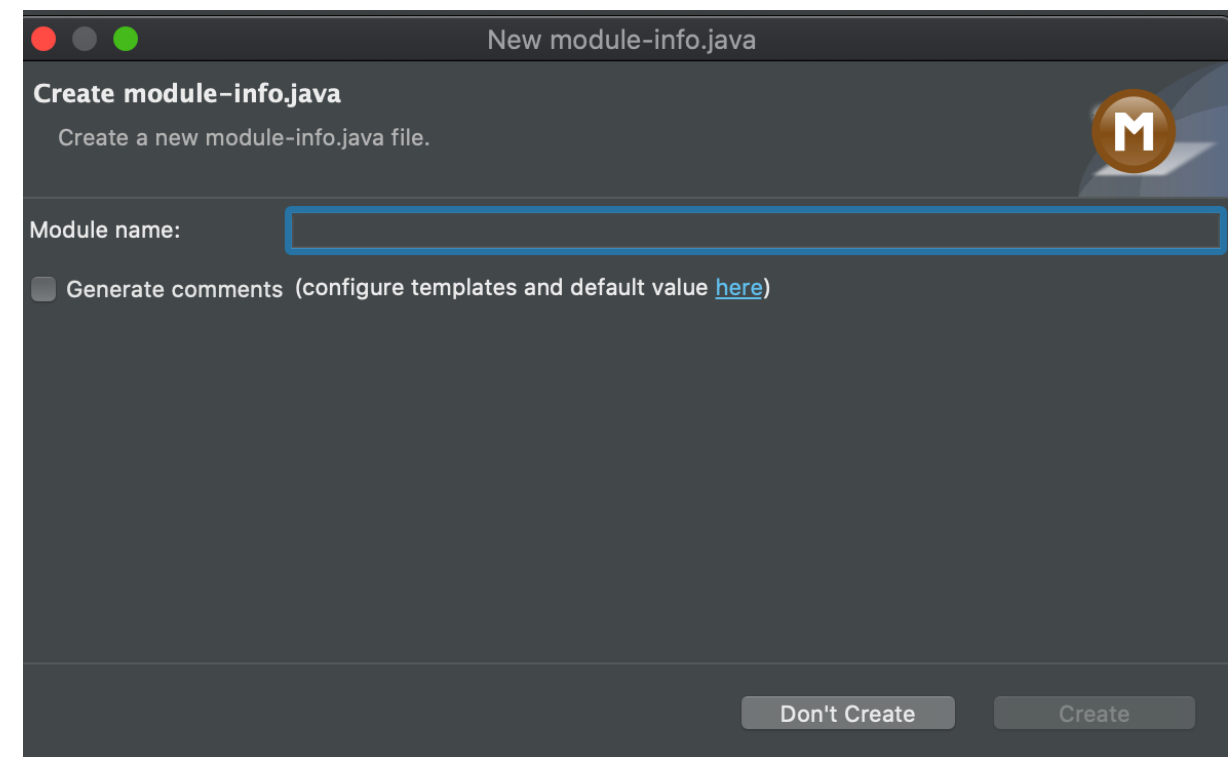 New module-info.java
Create module-info.java
Create a new module-info.java file.
M
Module name:
Generate comments (configure templates and default value here)
Don't Create Create